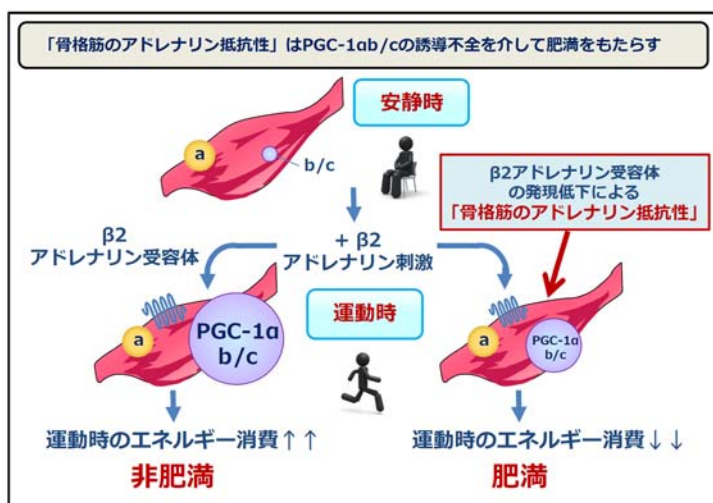 「骨格筋のアドレナリン抵抗性」はPGC-1αb/cの誘導不全を介して肥満をもたらす
安静時
a
b/c
β2アドレナリン受容体
の発現低下による
「骨格筋のアドレナリン抵抗性」
β2
アドレナリン受容体
+ β2
アドレナリン刺激
a
PGC-1α
b/c
運動時
a
PGC-1α
b/c
運動時のエネルギー消費↑↑
非肥満
運動時のエネルギー消費↓↓
肥満